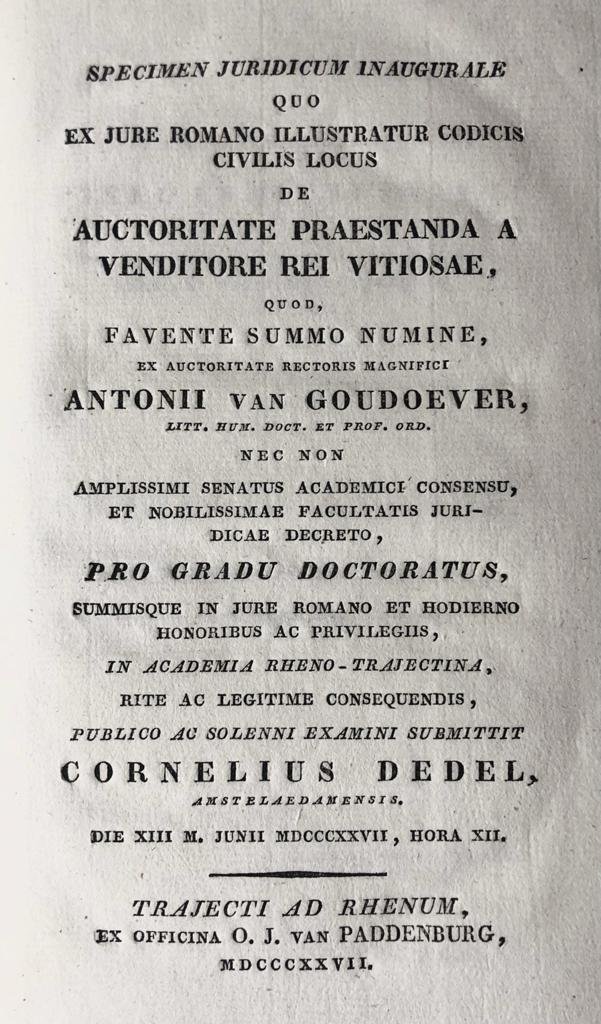 SPECIMEN JURIDICUM INAUGURALE
QUO
EX JURE ROMANO ILLUSTRATUR CODICIS
CIVILIS LOCUS
DE
AUCTORITATE PRAESTANDA A
VENDITORE REI VITIOSAE,
QUOD,
FAVENTE SUMMO NUMINE,
EX AUCTORITATE RECTORIS MAGNIFICI
ANTONII VAN GOUDOEVER,
LITT. HUM. DOCT. ET PROF. ORD.
NEC NON
AMPLISSIMI SENATUS ACADEMICI CONSENSU,
ET NOBILISSIMAE FACULTATIS JURI-
DICAE DECRETO,
PRO GRADU DOCTORATUS,
SUMMISQUE IN JURE ROMANO ET HODIERNO
HONORIBUS AC PRIVILEGIIS,
IN ACADEMIA RHENO-TRAJECTINA,
RITE AC LEGITIME CONSEQUENDIS,
PUBLICO AC SOLENNI EXAMINI SUBMITTIT
CORNELIUS DEDEL,
AMSTELAEDAMENSIS.
DIE XIII M. JUNII MDCCCXXVII, HORA XII.
TRAJECTI AD RHENUM,
EX OFFICINA O. J. VAN PADDENBURG,
MDCCCXXVII.